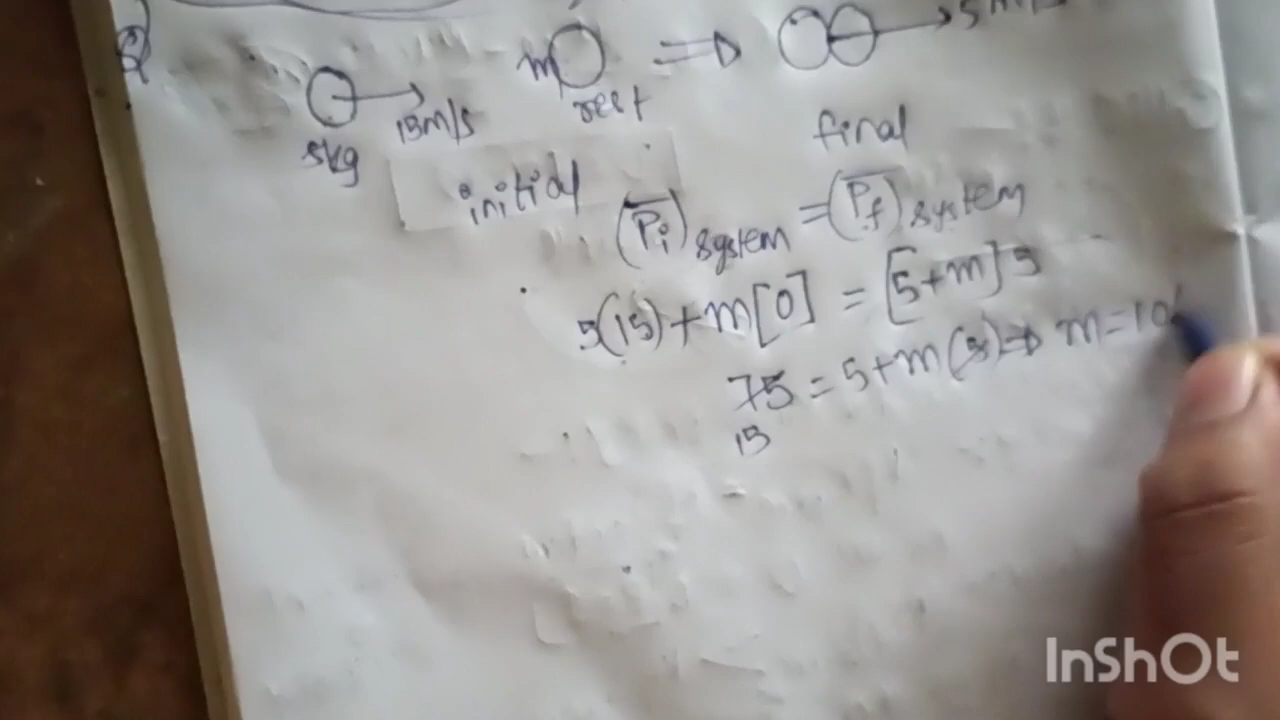 Q
m ⇒ 5 m/s
15m/s rest
5kg final
initial
(P̅i) system = (P̅f) system
5(15)+m[0] = [5+m]5
75 = 5+m(5) ⇒ m=10
15
InShOt